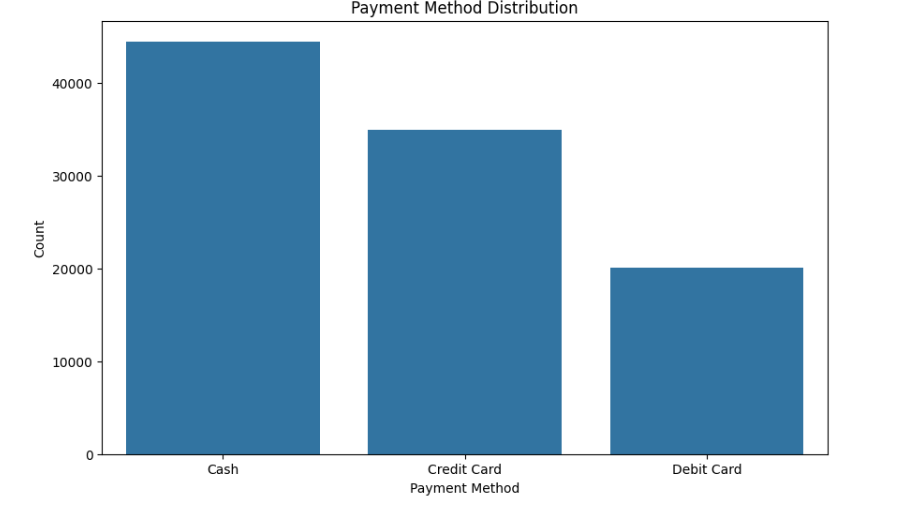 Payment Method Distribution
40000
30000
20000
10000
0
Count
Cash Credit Card Debit Card
Payment Method